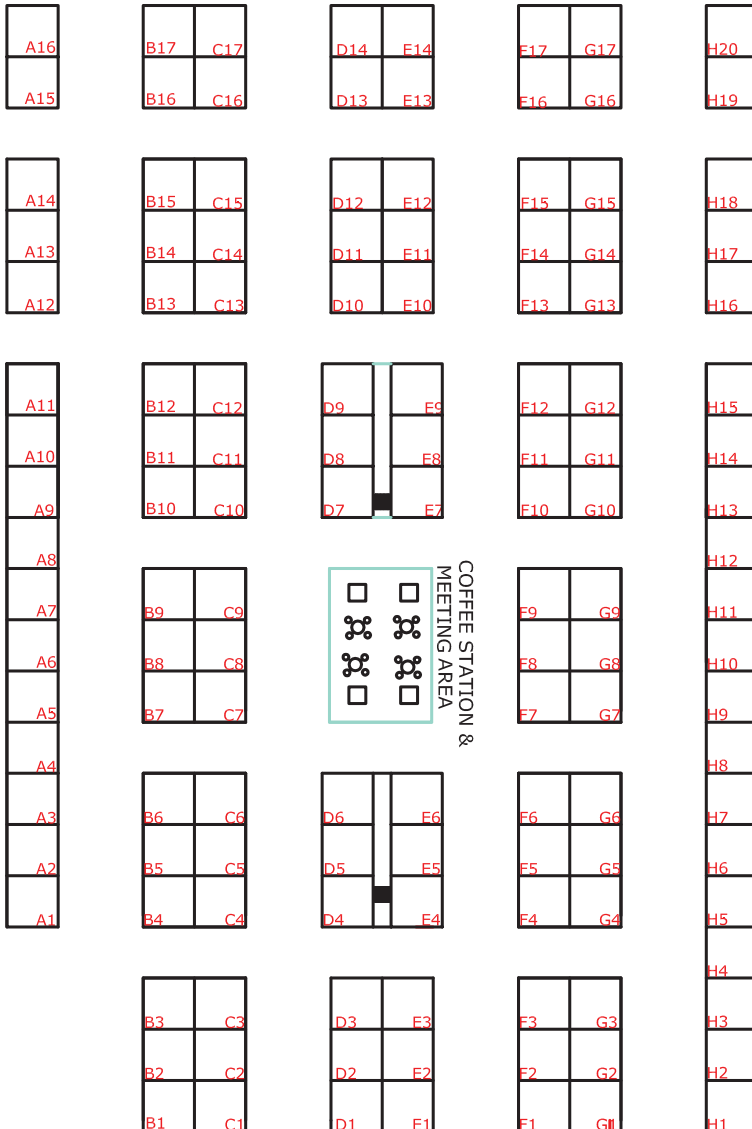 A16 B17 C17 D14 E14 F17 G17 H20
A15 B16 C16 D13 E13 F16 G16 H19
A14 B15 C15 D12 E12 F15 G15 H18
A13 B14 C14 D11 E11 F14 G14 H17
A12 B13 C13 D10 E10 F13 G13 H16
A11 B12 C12 D9 E9 F12 G12 H15
A10 B11 C11 D8 E8 F11 G11 H14
A9 B10 C10 D7 E7 F10 G10 H13
A8 H12
COFFEE STATION &
MEETING AREA
A7 B9 C9 F9 G9 H11
A6 B8 C8 F8 G8 H10
A5 B7 C7 F7 G7 H9
A4 H8
A3 B6 C6 D6 E6 F6 G6 H7
A2 B5 C5 D5 E5 F5 G5 H6
A1 B4 C4 D4 E4 F4 G4 H5
H4
B3 C3 D3 E3 F3 G3 H3
B2 C2 D2 E2 F2 G2 H2
B1 C1 D1 E1 F1 G1 H1